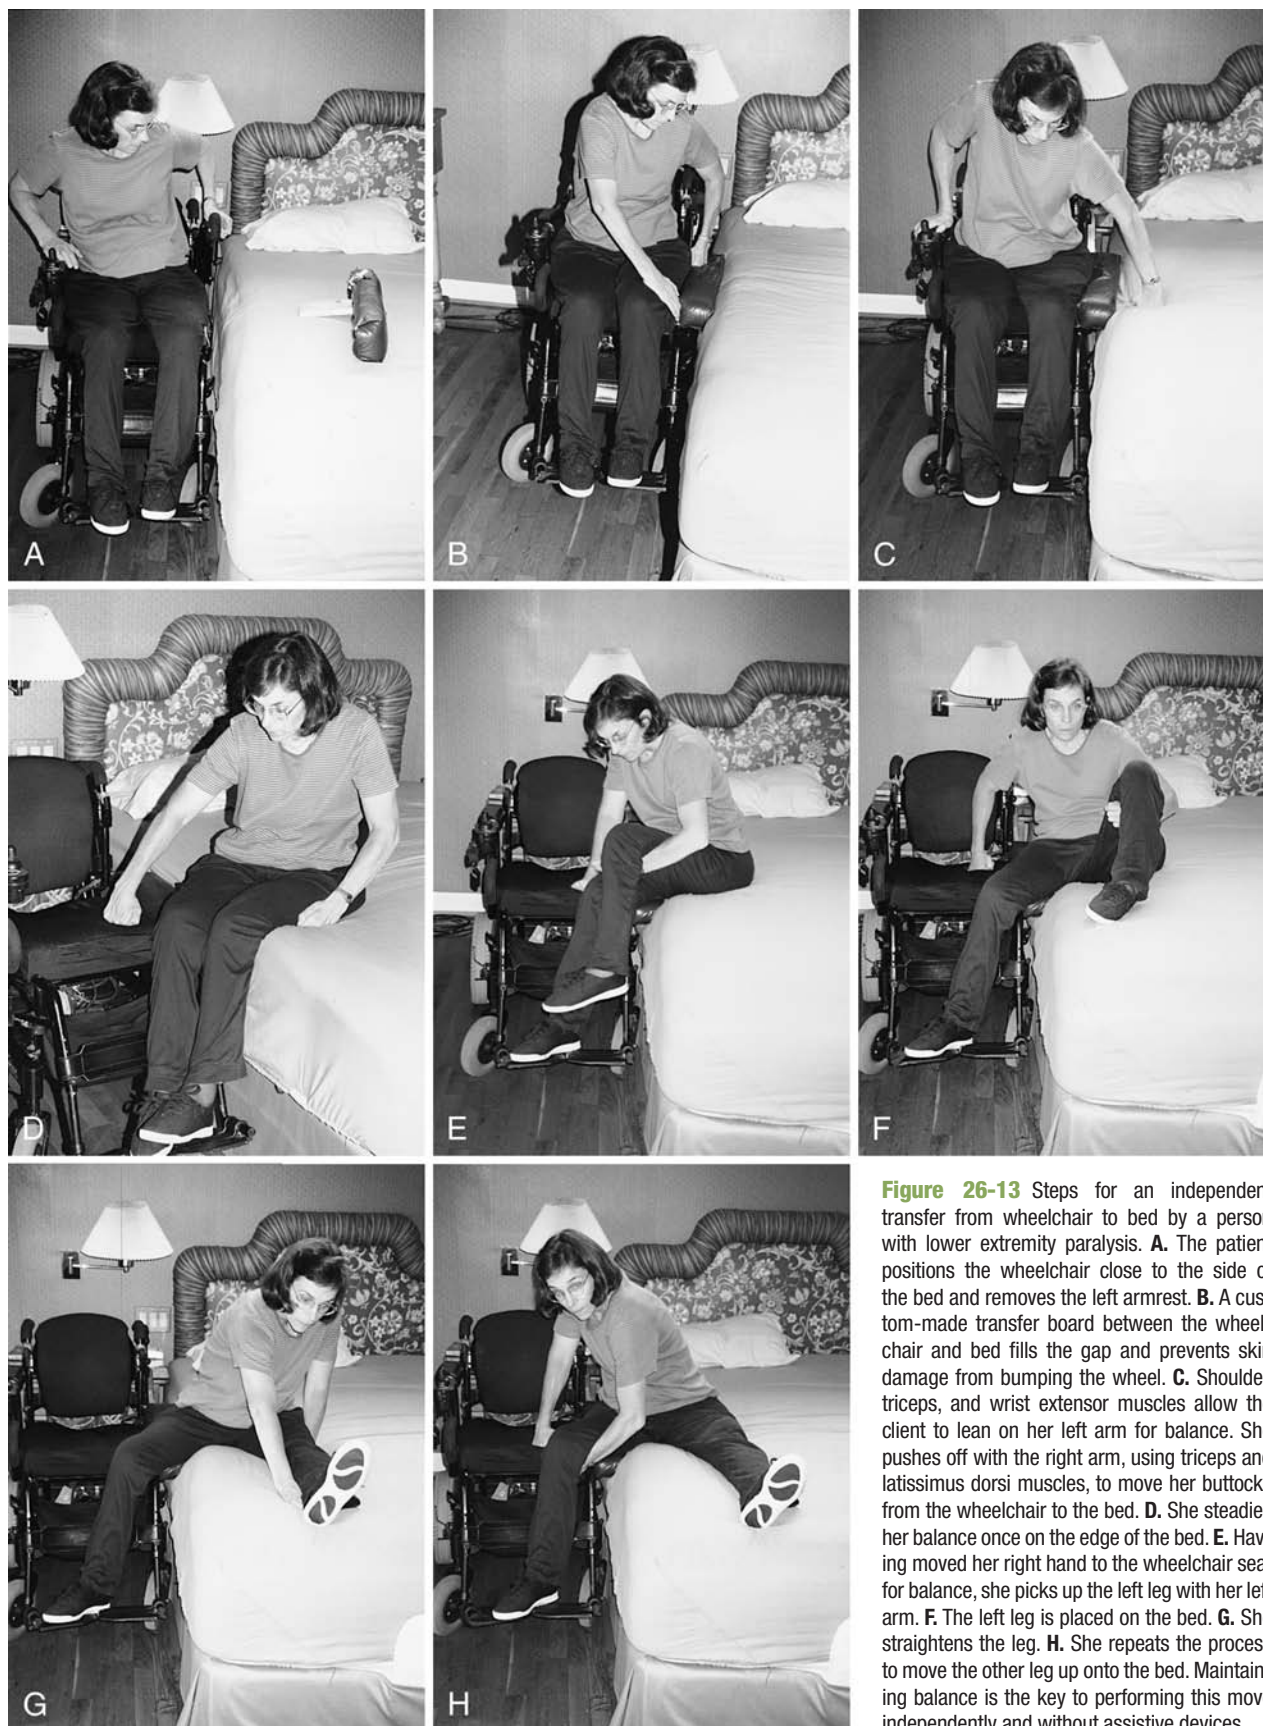 A
B
C
D
E
F
G
H
Figure 26-13 Steps for an independen
transfer from wheelchair to bed by a person
with lower extremity paralysis. A. The patien
positions the wheelchair close to the side o
the bed and removes the left armrest. B. A cus
tom-made transfer board between the wheel
chair and bed fills the gap and prevents skin
damage from bumping the wheel. C. Shoulde
triceps, and wrist extensor muscles allow th
client to lean on her left arm for balance. Sh
pushes off with the right arm, using triceps and
latissimus dorsi muscles, to move her buttock
from the wheelchair to the bed. D. She steadie
her balance once on the edge of the bed. E. Hav
ing moved her right hand to the wheelchair sea
for balance, she picks up the left leg with her lef
arm. F. The left leg is placed on the bed. G. Sh
straightens the leg. H. She repeats the proces
to move the other leg up onto the bed. Maintain
ing balance is the key to performing this mov
independently and without assistive devices